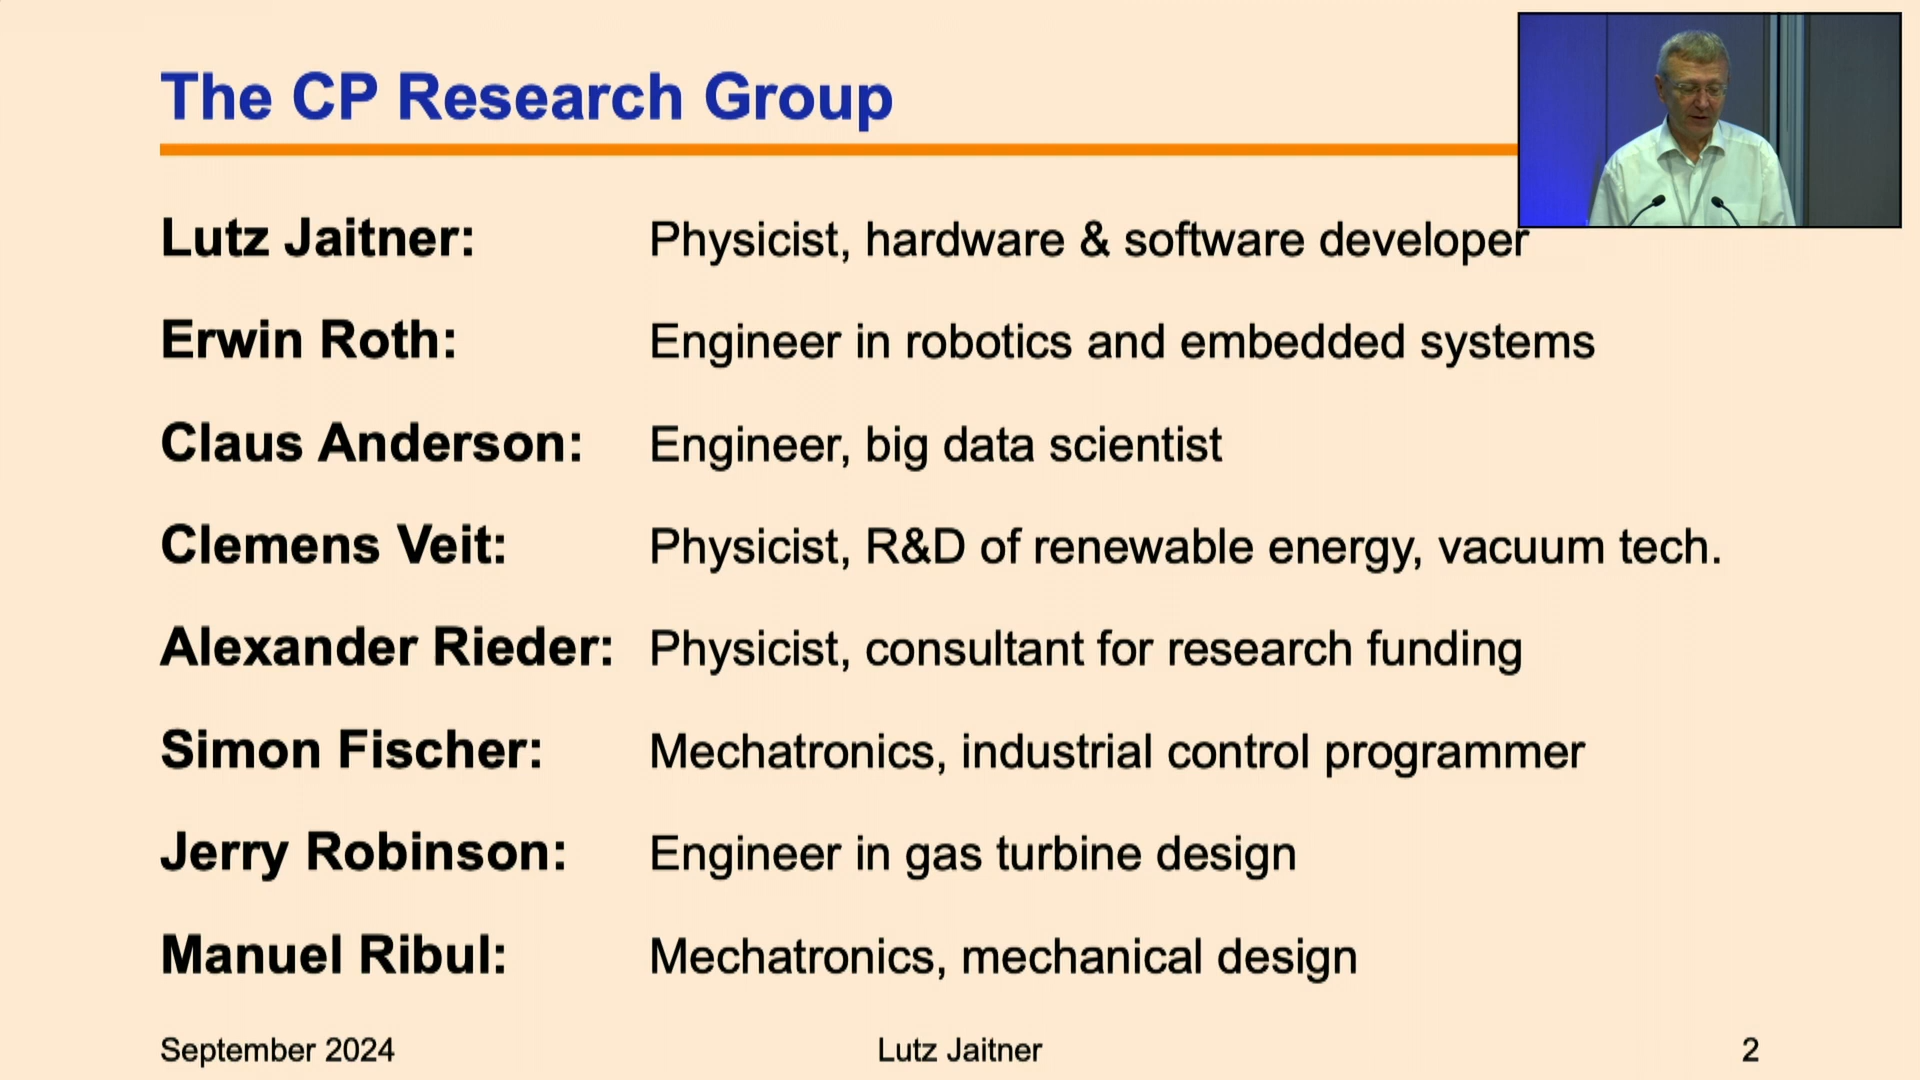 The CP Research Group
Lutz Jaitner: Physicist, hardware & software developer
Erwin Roth: Engineer in robotics and embedded systems
Claus Anderson: Engineer, big data scientist
Clemens Veit: Physicist, R&D of renewable energy, vacuum tech.
Alexander Rieder: Physicist, consultant for research funding
Simon Fischer: Mechatronics, industrial control programmer
Jerry Robinson: Engineer in gas turbine design
Manuel Ribul: Mechatronics, mechanical design
September 2024 Lutz Jaitner 2